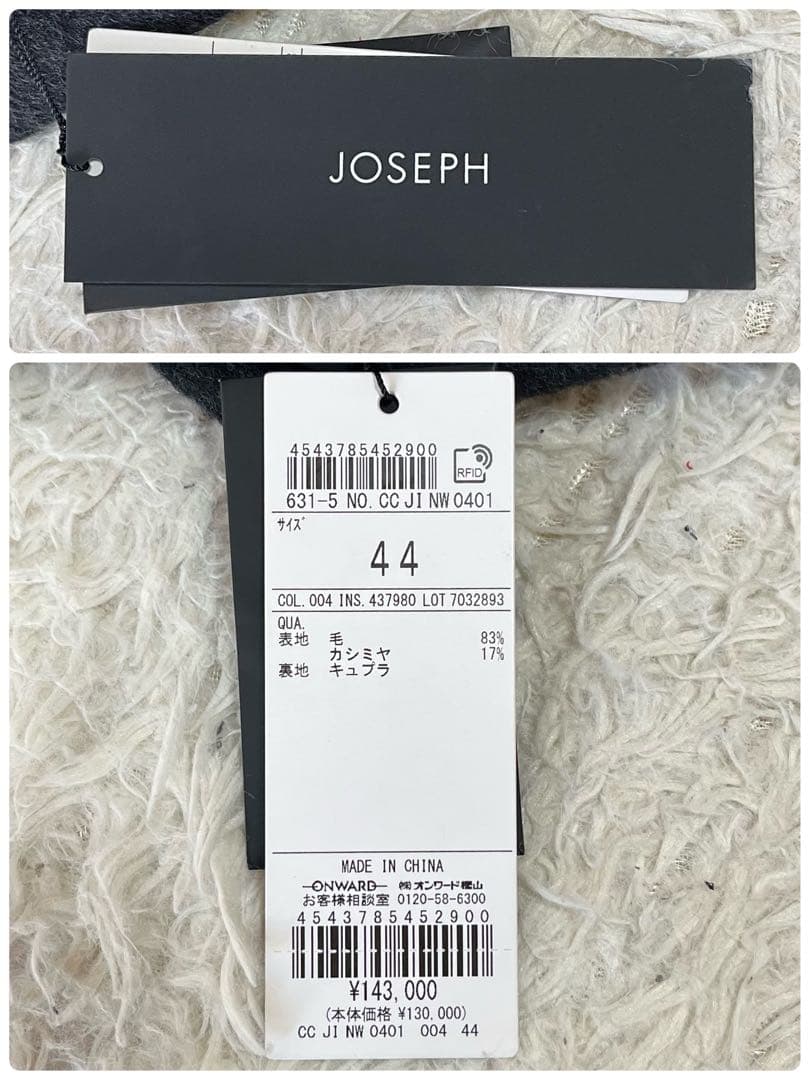 JOSEPH
4543785452900
RFID
631-5 NO. CC JI NW 0401
サイズ
44
COL. 004 INS. 437980 LOT 7032893
QUA.
表地 毛 83%
カシミヤ 17%
裏地 キュプラ
MADE IN CHINA
ONWARD ㈱オンワード樫山
お客様相談室 0120-58-6300
4543785452900
¥143,000
(本体価格 ¥130,000)
CC JI NW 0401 004 44